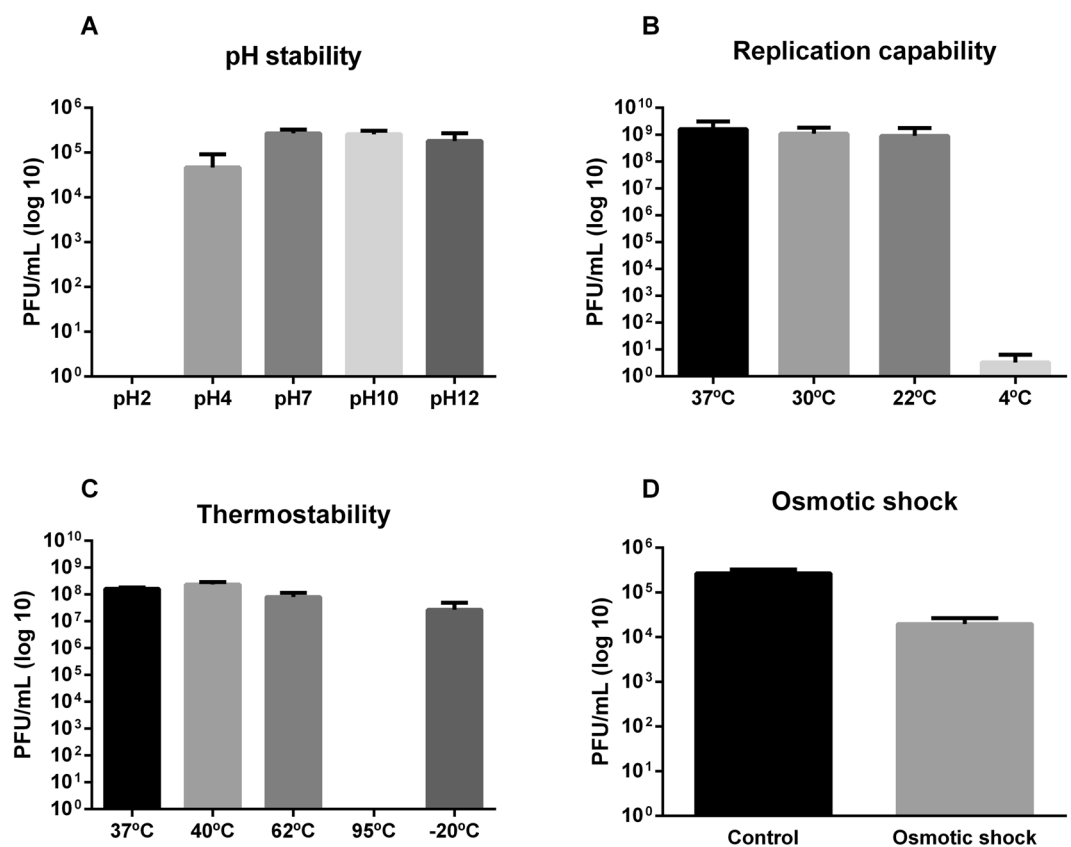 A
pH stability
PFU/mL (log 10)
10⁶
10⁵
10⁴
10³
10²
10¹
10⁰
pH2 pH4 pH7 pH10 pH12
B
Replication capability
PFU/mL (log 10)
10¹⁰
10⁹
10⁸
10⁷
10⁶
10⁵
10⁴
10³
10²
10¹
10⁰
37ºC 30ºC 22ºC 4ºC
C
Thermostability
PFU/mL (log 10)
10¹⁰
10⁹
10⁸
10⁷
10⁶
10⁵
10⁴
10³
10²
10¹
10⁰
37ºC 40ºC 62ºC 95ºC -20ºC
D
Osmotic shock
PFU/mL (log 10)
10⁶
10⁵
10⁴
10³
10²
10¹
10⁰
Control Osmotic shock